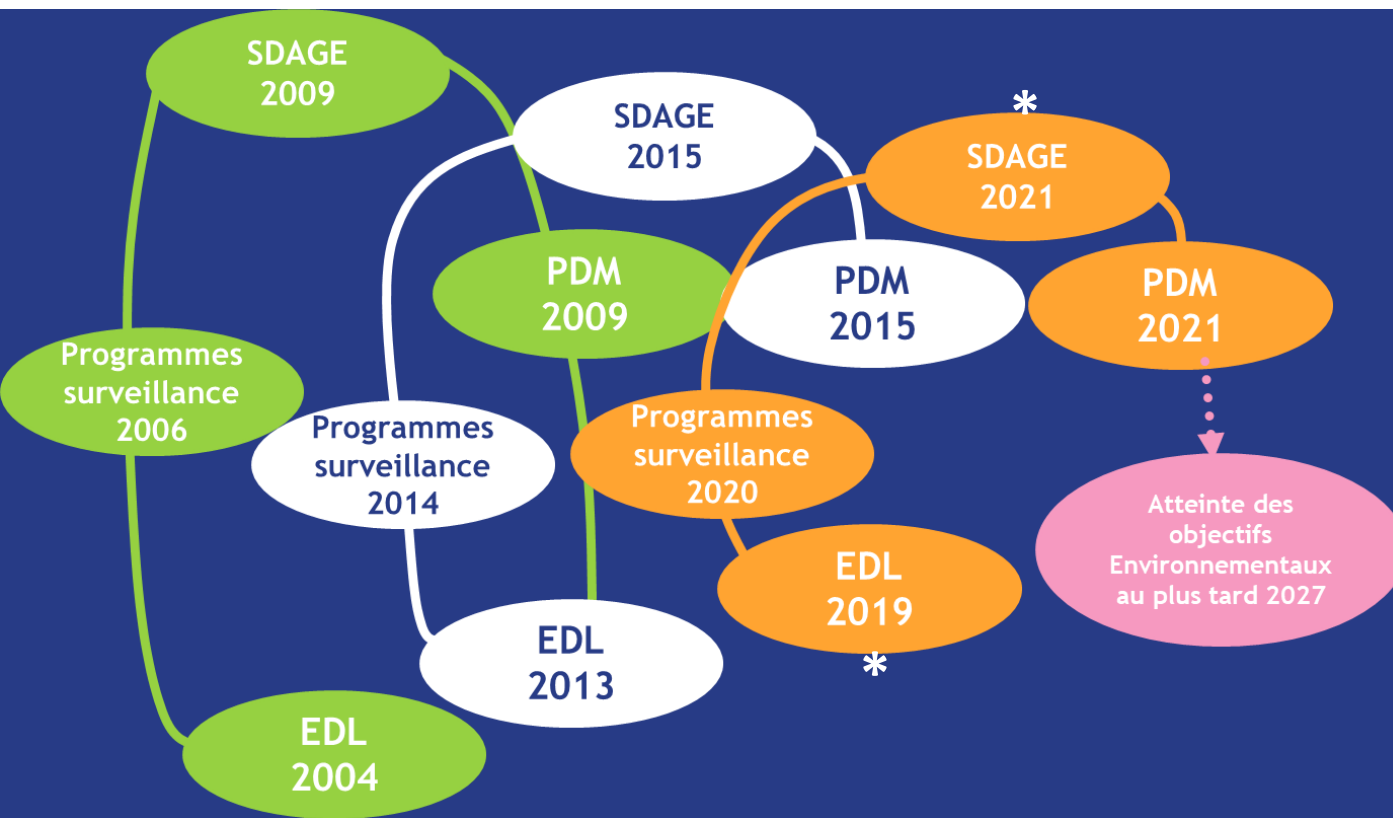 SDAGE
2009
SDAGE
2015
*
SDAGE
2021
PDM
2009
PDM
2015
PDM
2021
Programmes
surveillance
2006
Programmes
surveillance
2014
Programmes
surveillance
2020
Atteinte des
objectifs
Environnementaux
au plus tard 2027
EDL
2019
*
EDL
2013
EDL
2004